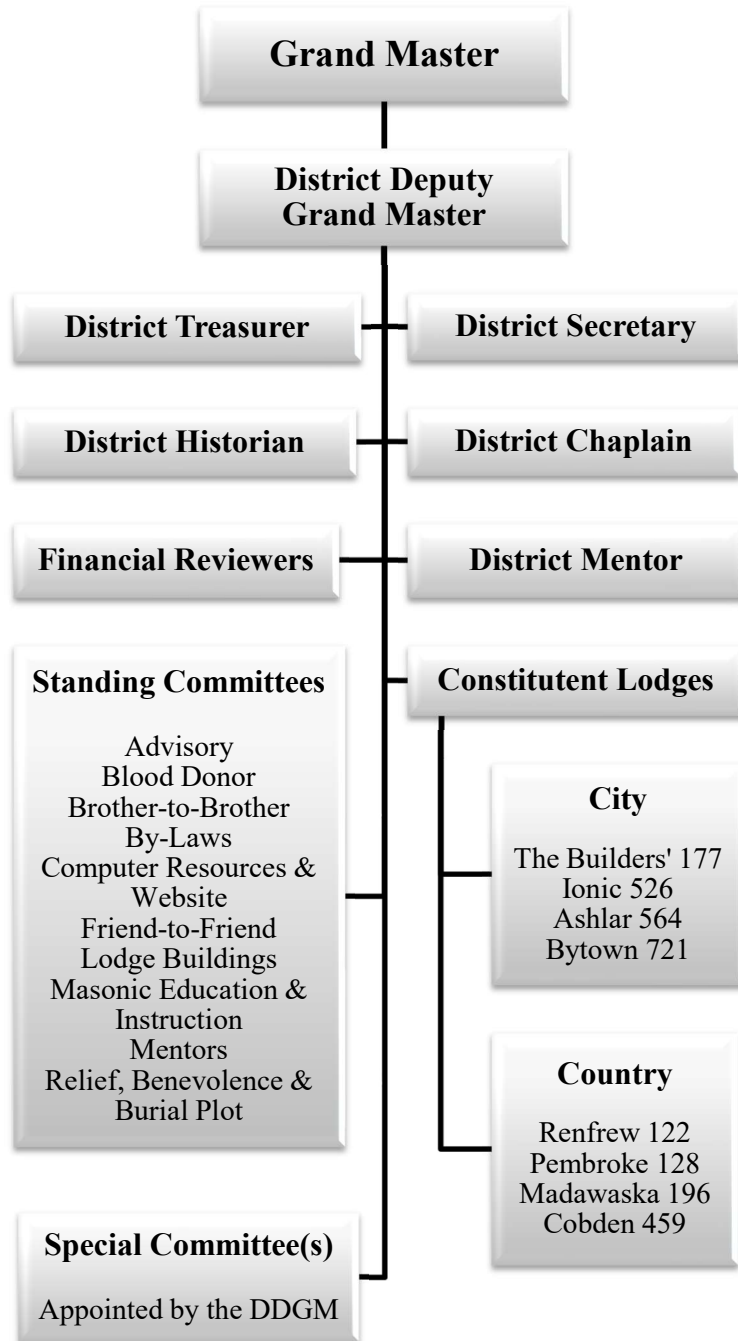 Grand Master
District Deputy
Grand Master
District Treasurer
District Secretary
District Historian
District Chaplain
Financial Reviewers
District Mentor
Standing Committees
Advisory
Blood Donor
Brother-to-Brother
By-Laws
Computer Resources &
Website
Friend-to-Friend
Lodge Buildings
Masonic Education &
Instruction
Mentors
Relief, Benevolence &
Burial Plot
Constitutent Lodges
City
The Builders' 177
Ionic 526
Ashlar 564
Bytown 721
Country
Renfrew 122
Pembroke 128
Madawaska 196
Cobden 459
Special Committee(s)
Appointed by the DDGM